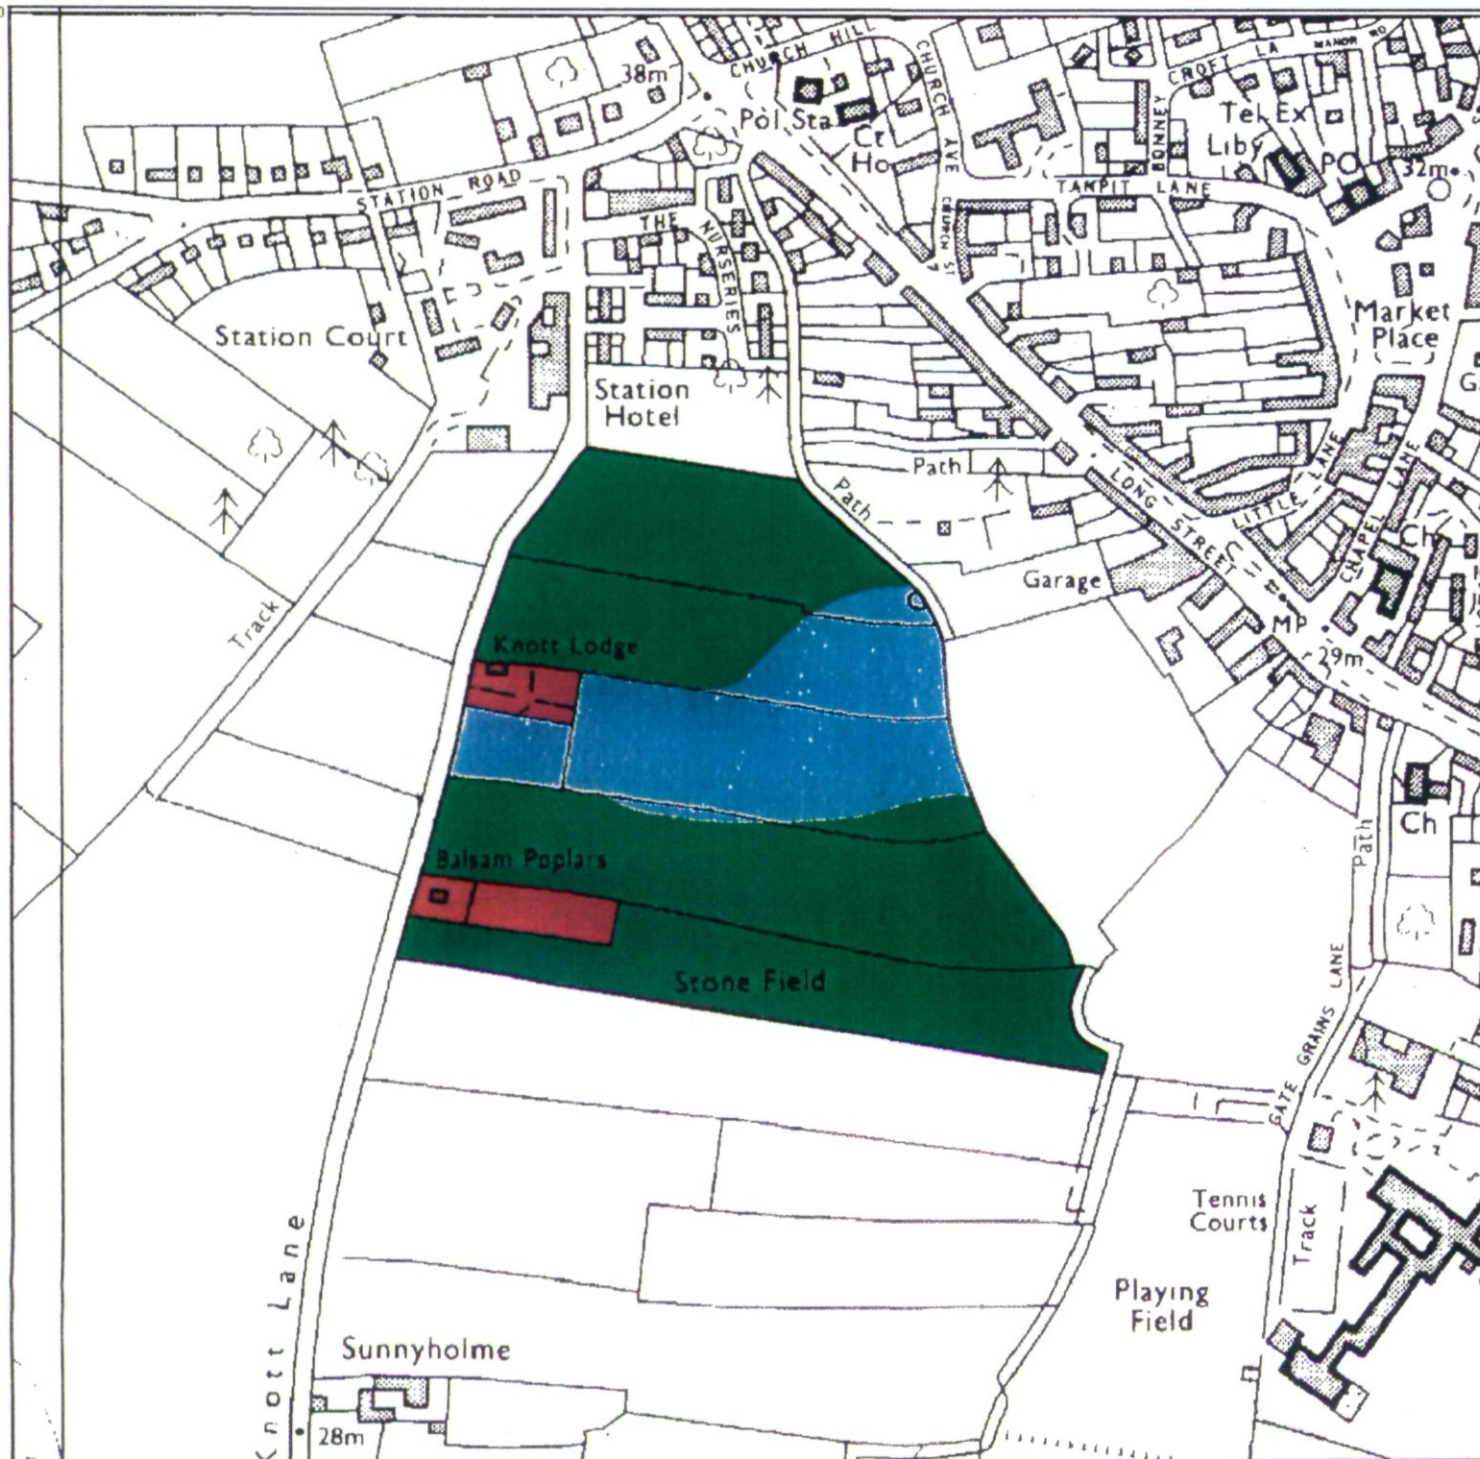 CHURCH HILL
CHURCH AVE
CROFT LA
MANOR RD
38m
Pol Sta
Ct
Ho
BONNEY
Tel Ex
Liby
PO
32m
STATION ROAD
TANPIT LANE
CHURCH ST
THE NURSERIES
Station Court
Market
Place
Station
Hotel
Path
Path
LONG STREET
LITTLE LANE
CHAPEL LANE
Ch
Garage
Track
MP
29m
Knott Lodge
Ch
Path
Balsam Poplars
Stone Field
GATE GRAINS LANE
Tennis
Courts
Track
Playing
Field
Knott Lane
Sunnyholme
28m